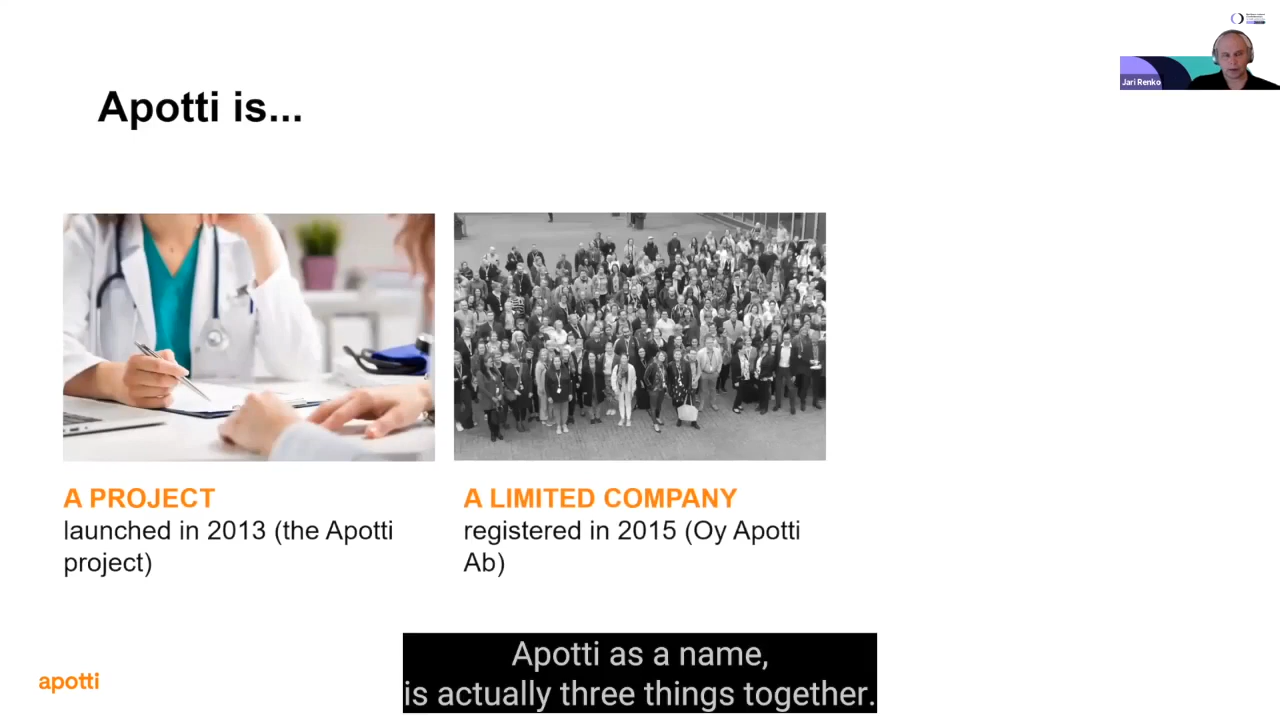 Apotti is...
Jari Renko
A PROJECT
launched in 2013 (the Apotti
project)
A LIMITED COMPANY
registered in 2015 (Oy Apotti
Ab)
Apotti as a name,
is actually three things together.
apotti